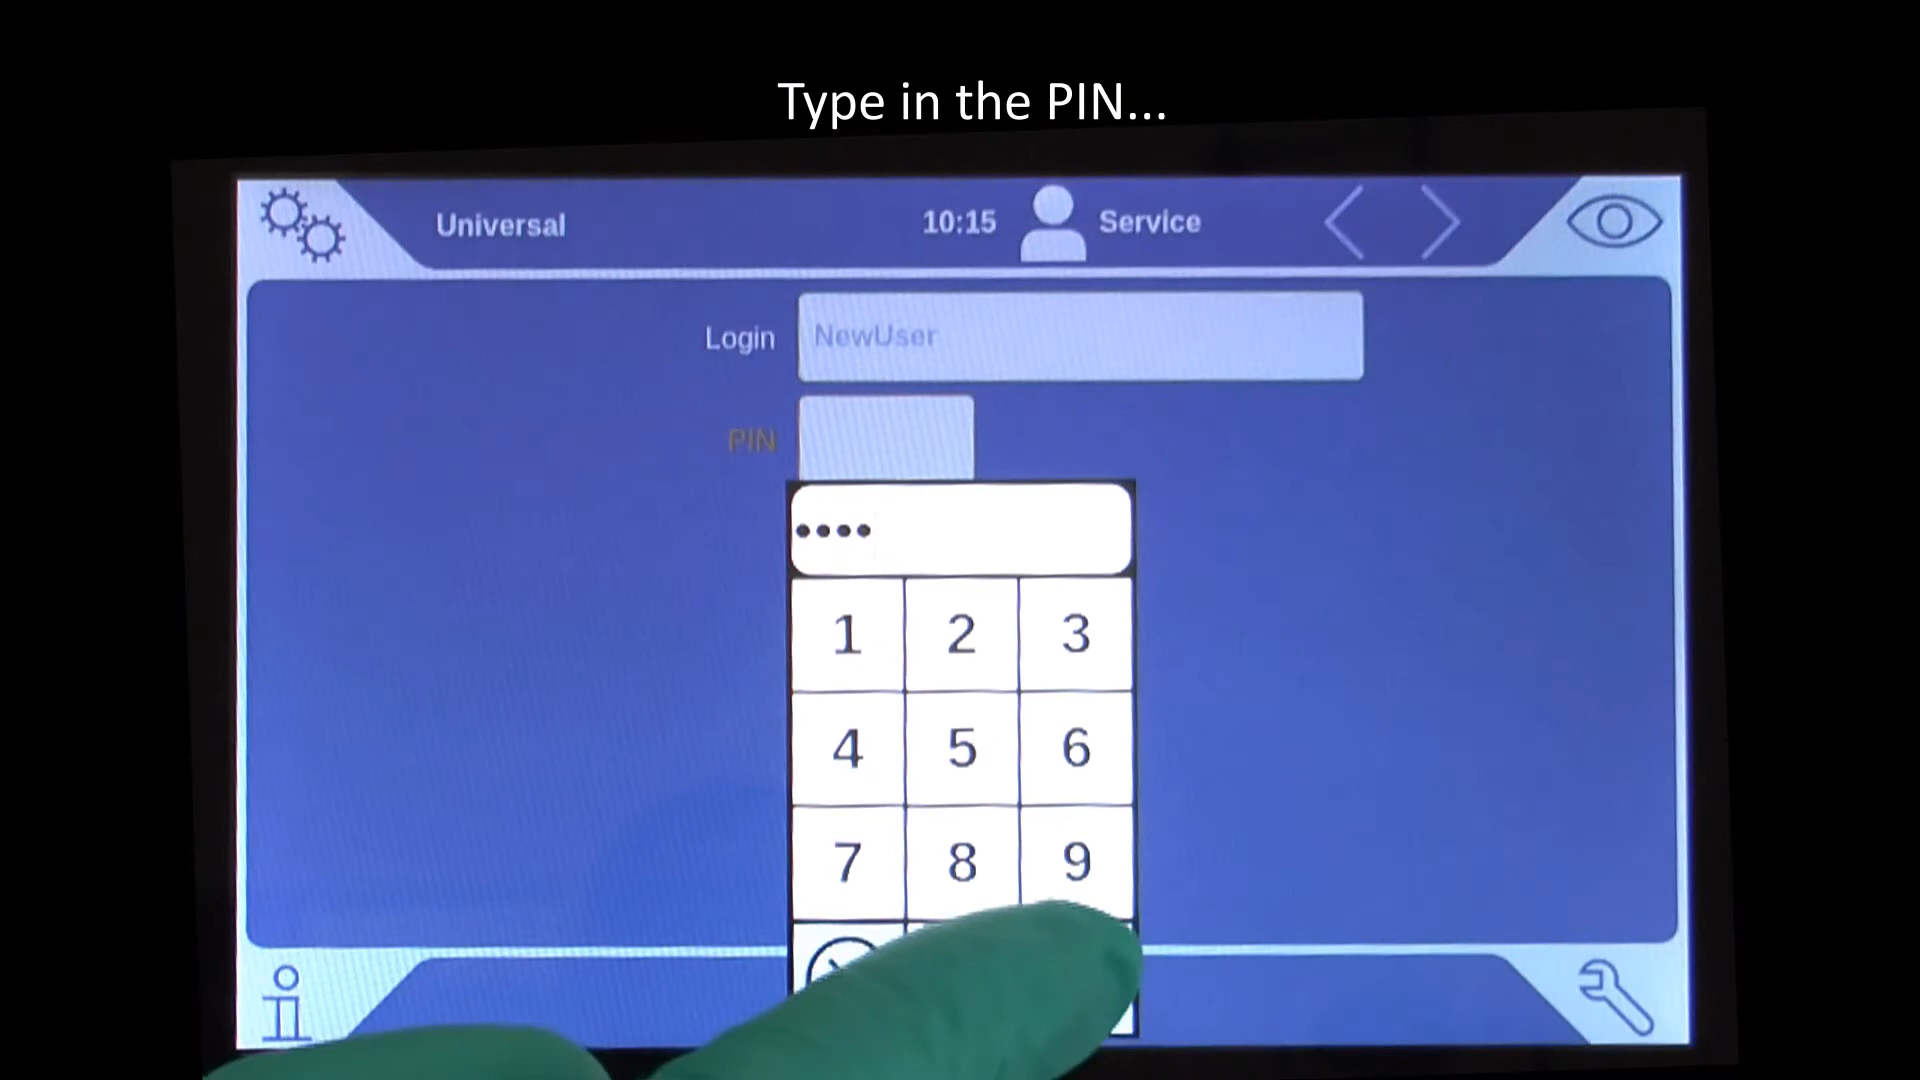 Type in the PIN...
Universal
10:15
Service
Login
NewUser
PIN
••••
1 2 3
4 5 6
7 8 9